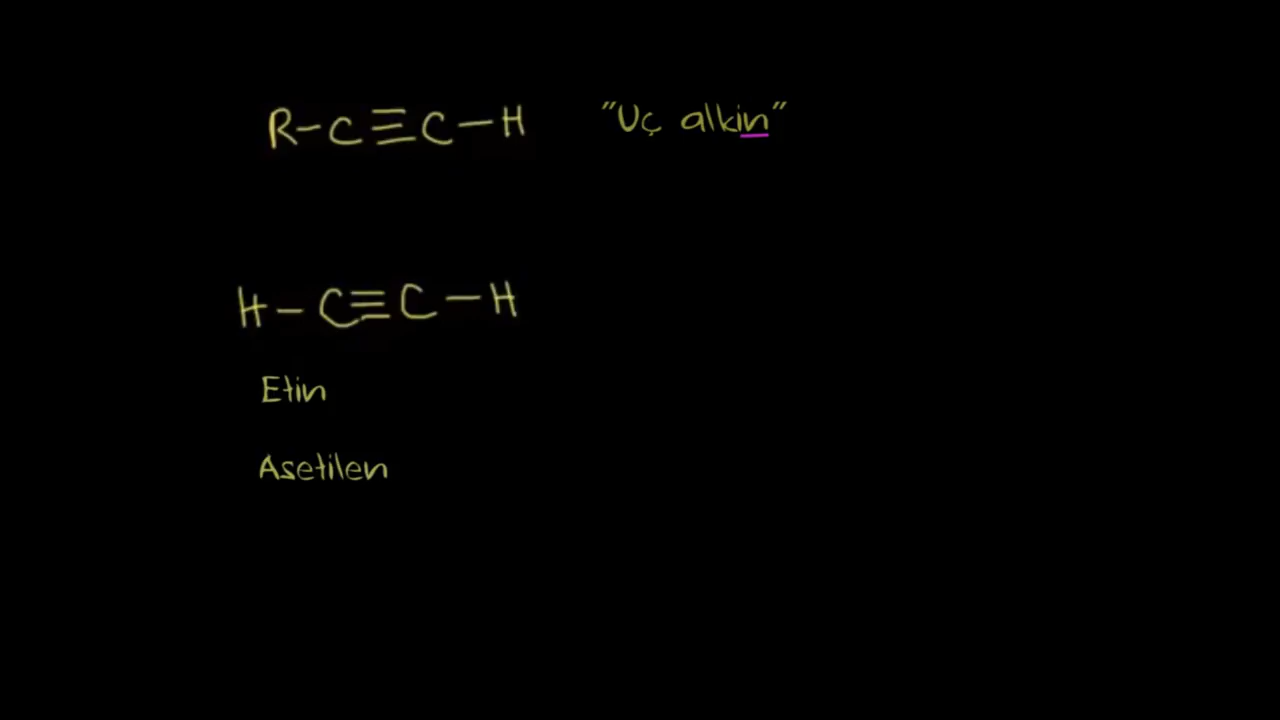 R-C≡C-H "Uç alkin"
H-C≡C-H
Etin
Asetilen